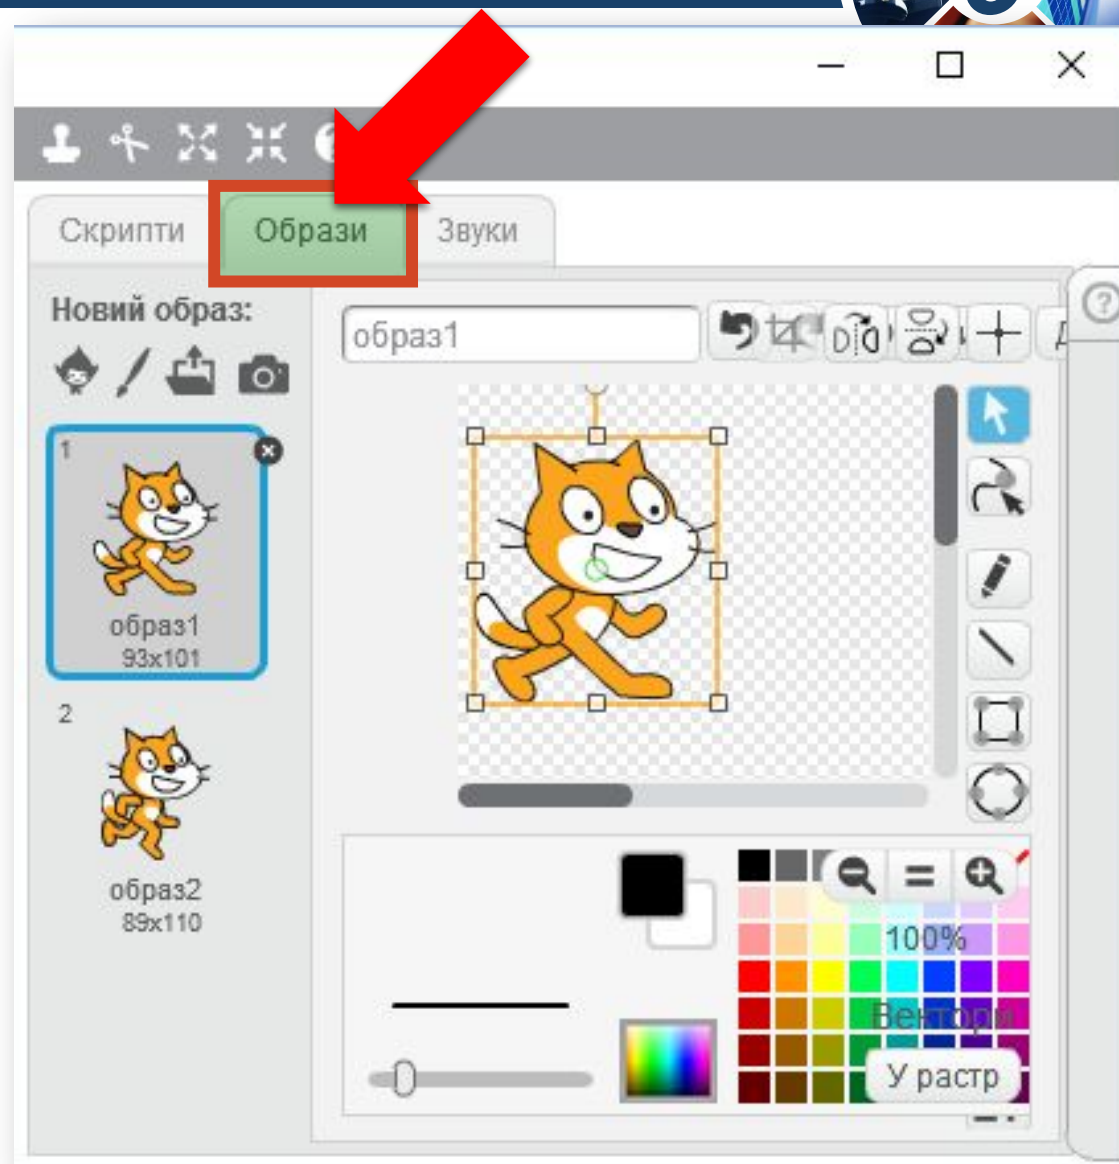 Скрипти Образи Звуки
Новий образ:
образ1
1
образ1
93x101
2
образ2
89x110
100%
Вектори
У растр